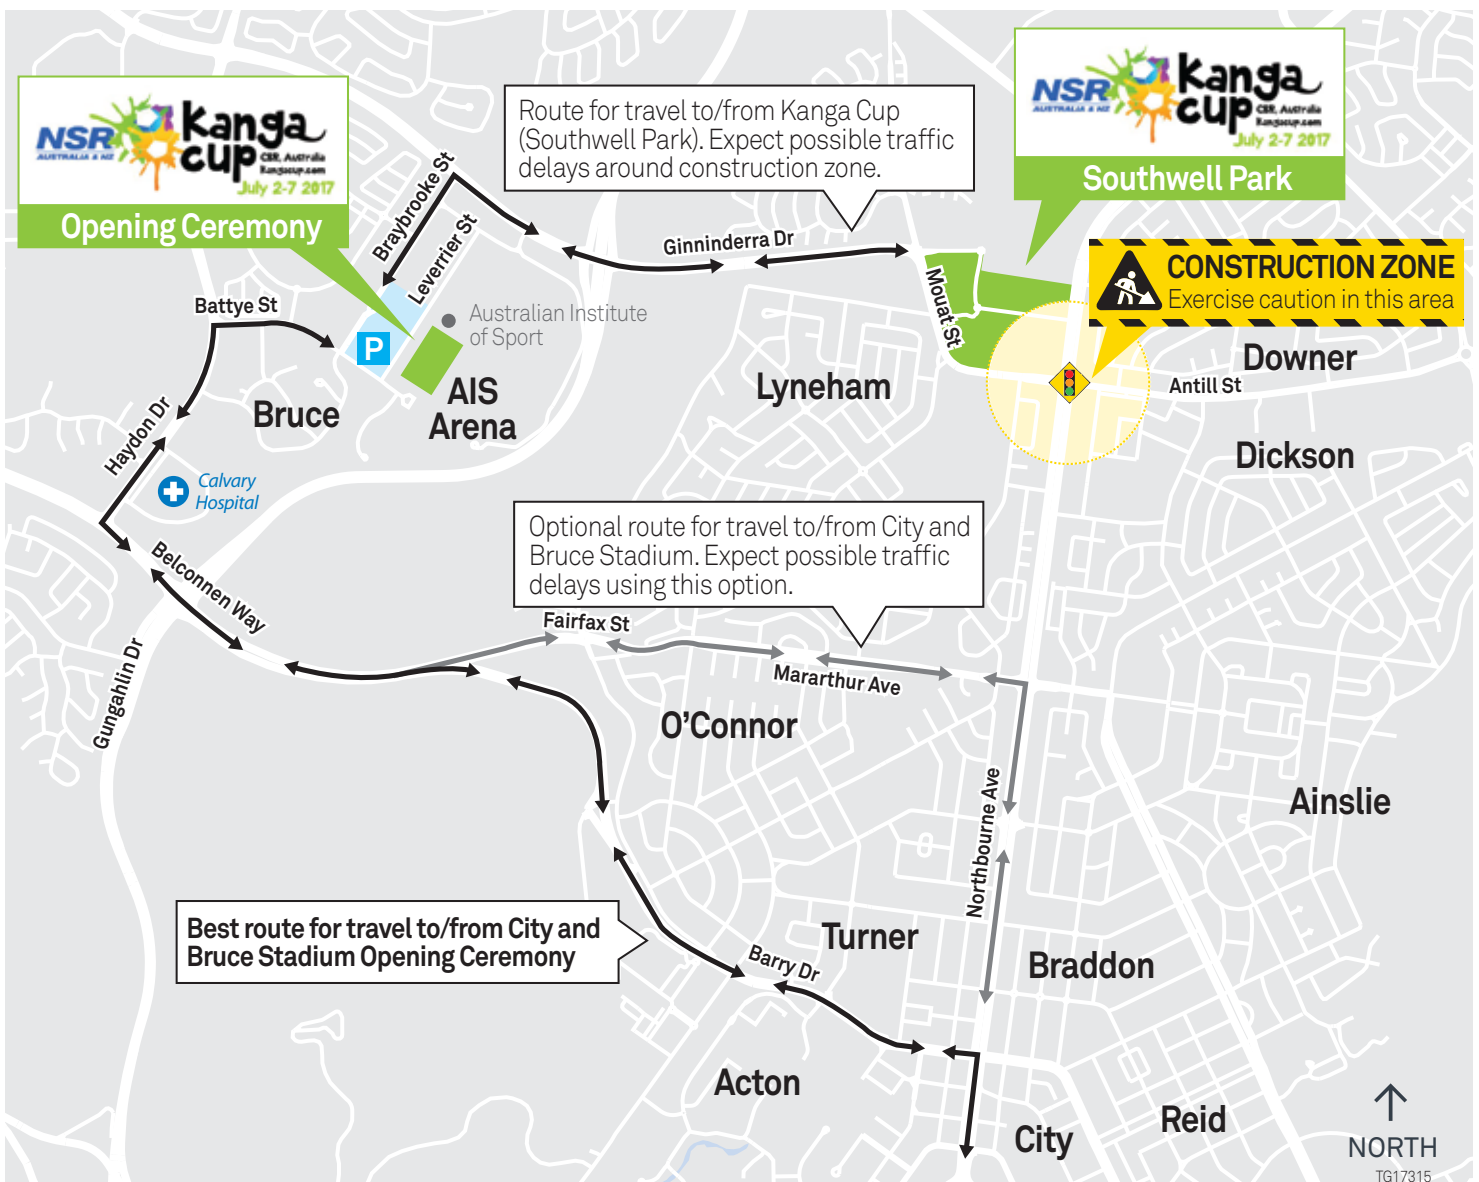 NSR
AUSTRALIA & NZ
Kanga
cup
CBR, Australia
Kangacup.com
July 2-7 2017
Opening Ceremony
Route for travel to/from Kanga Cup
(Southwell Park). Expect possible traffic
delays around construction zone.
NSR
AUSTRALIA & NZ
Kanga
cup
CBR, Australia
Kangacup.com
July 2-7 2017
Southwell Park
CONSTRUCTION ZONE
Exercise caution in this area
Braybrooke St
Leverrier St
Ginninderra Dr
Mouat St
Battye St
Australian Institute
of Sport
P
AIS
Arena
Bruce
Lyneham
Downer
Antill St
Dickson
Haydon Dr
Calvary
Hospital
Optional route for travel to/from City and
Bruce Stadium. Expect possible traffic
delays using this option.
Belconnen Way
Fairfax St
Mararthur Ave
Gungahlin Dr
O'Connor
Northbourne Ave
Ainslie
Best route for travel to/from City and
Bruce Stadium Opening Ceremony
Turner
Braddon
Barry Dr
Acton
City
Reid
NORTH
TG17315